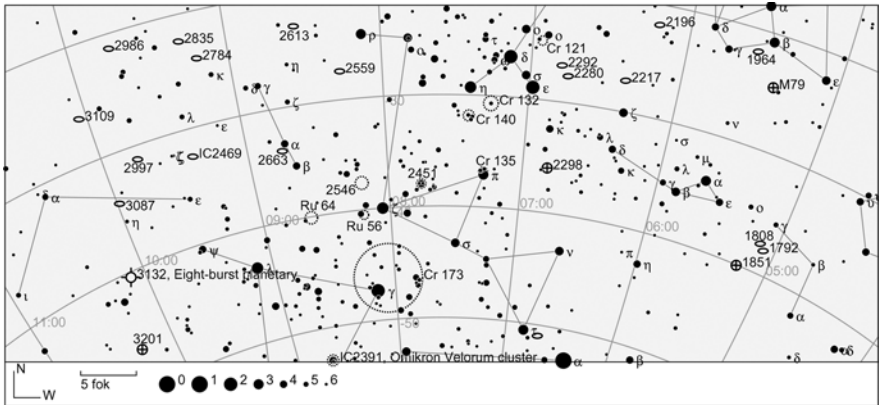 2196
α
2835
2613
ρ
ο
ο
δ
2986
τ
Cr 121
γ
β
2784
α
ω
δ
1964
2292
η
2559
σ
2280
2217
M79
κ
η
ε
ε
δ
γ
Cr 132
ζ
30
ζ
3109
λ
Cr 140
ν
ε
κ
λ
σ
α
δ
ζ
IC2469
2663
Cr 135
μ
2997
β
2451
π
2298
κ
λ
α
2546
γ
β
δ
α
ε
Ru 64
08:00
07:00
ε
ο
υ
3087
ζ
η
09:00
Ru 56
06:00
γ
ψ
σ
1808
10:00
ν
π
1792
λ
η
1851
05:00
β
3132, Eight-burst planetary
Cr 173
γ
ι
α
11:00
-50
τ
3201
IC2391, Omikron Velorum cluster
α
β
δ
αδ
N
W
5 fok
0
1
2
3
4
5
6